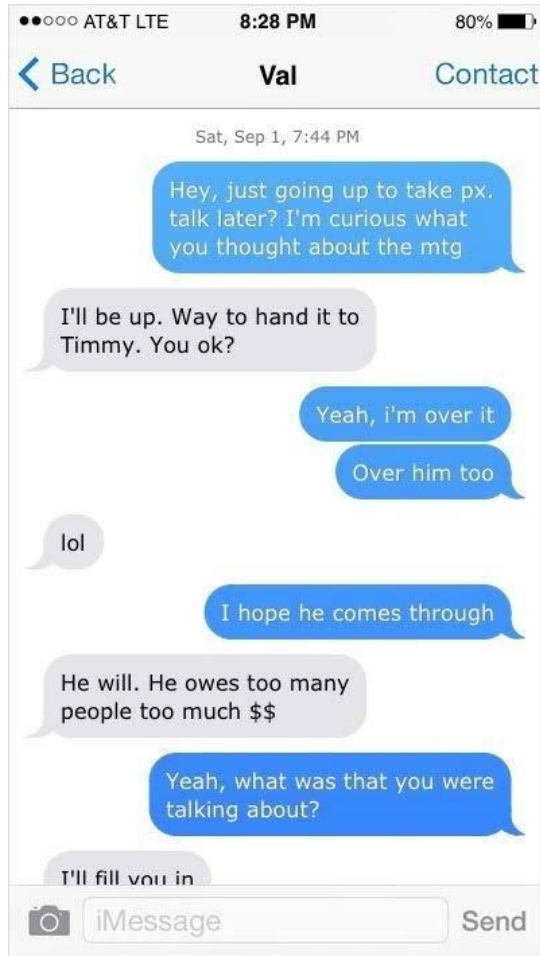 AT&T LTE 8:28 PM 80%
Back Val Contact
Sat, Sep 1, 7:44 PM
Hey, just going up to take px.
talk later? I'm curious what
you thought about the mtg
I'll be up. Way to hand it to
Timmy. You ok?
Yeah, i'm over it
Over him too
lol
I hope he comes through
He will. He owes too many
people too much $$
Yeah, what was that you were
talking about?
I'll fill you in
iMessage Send